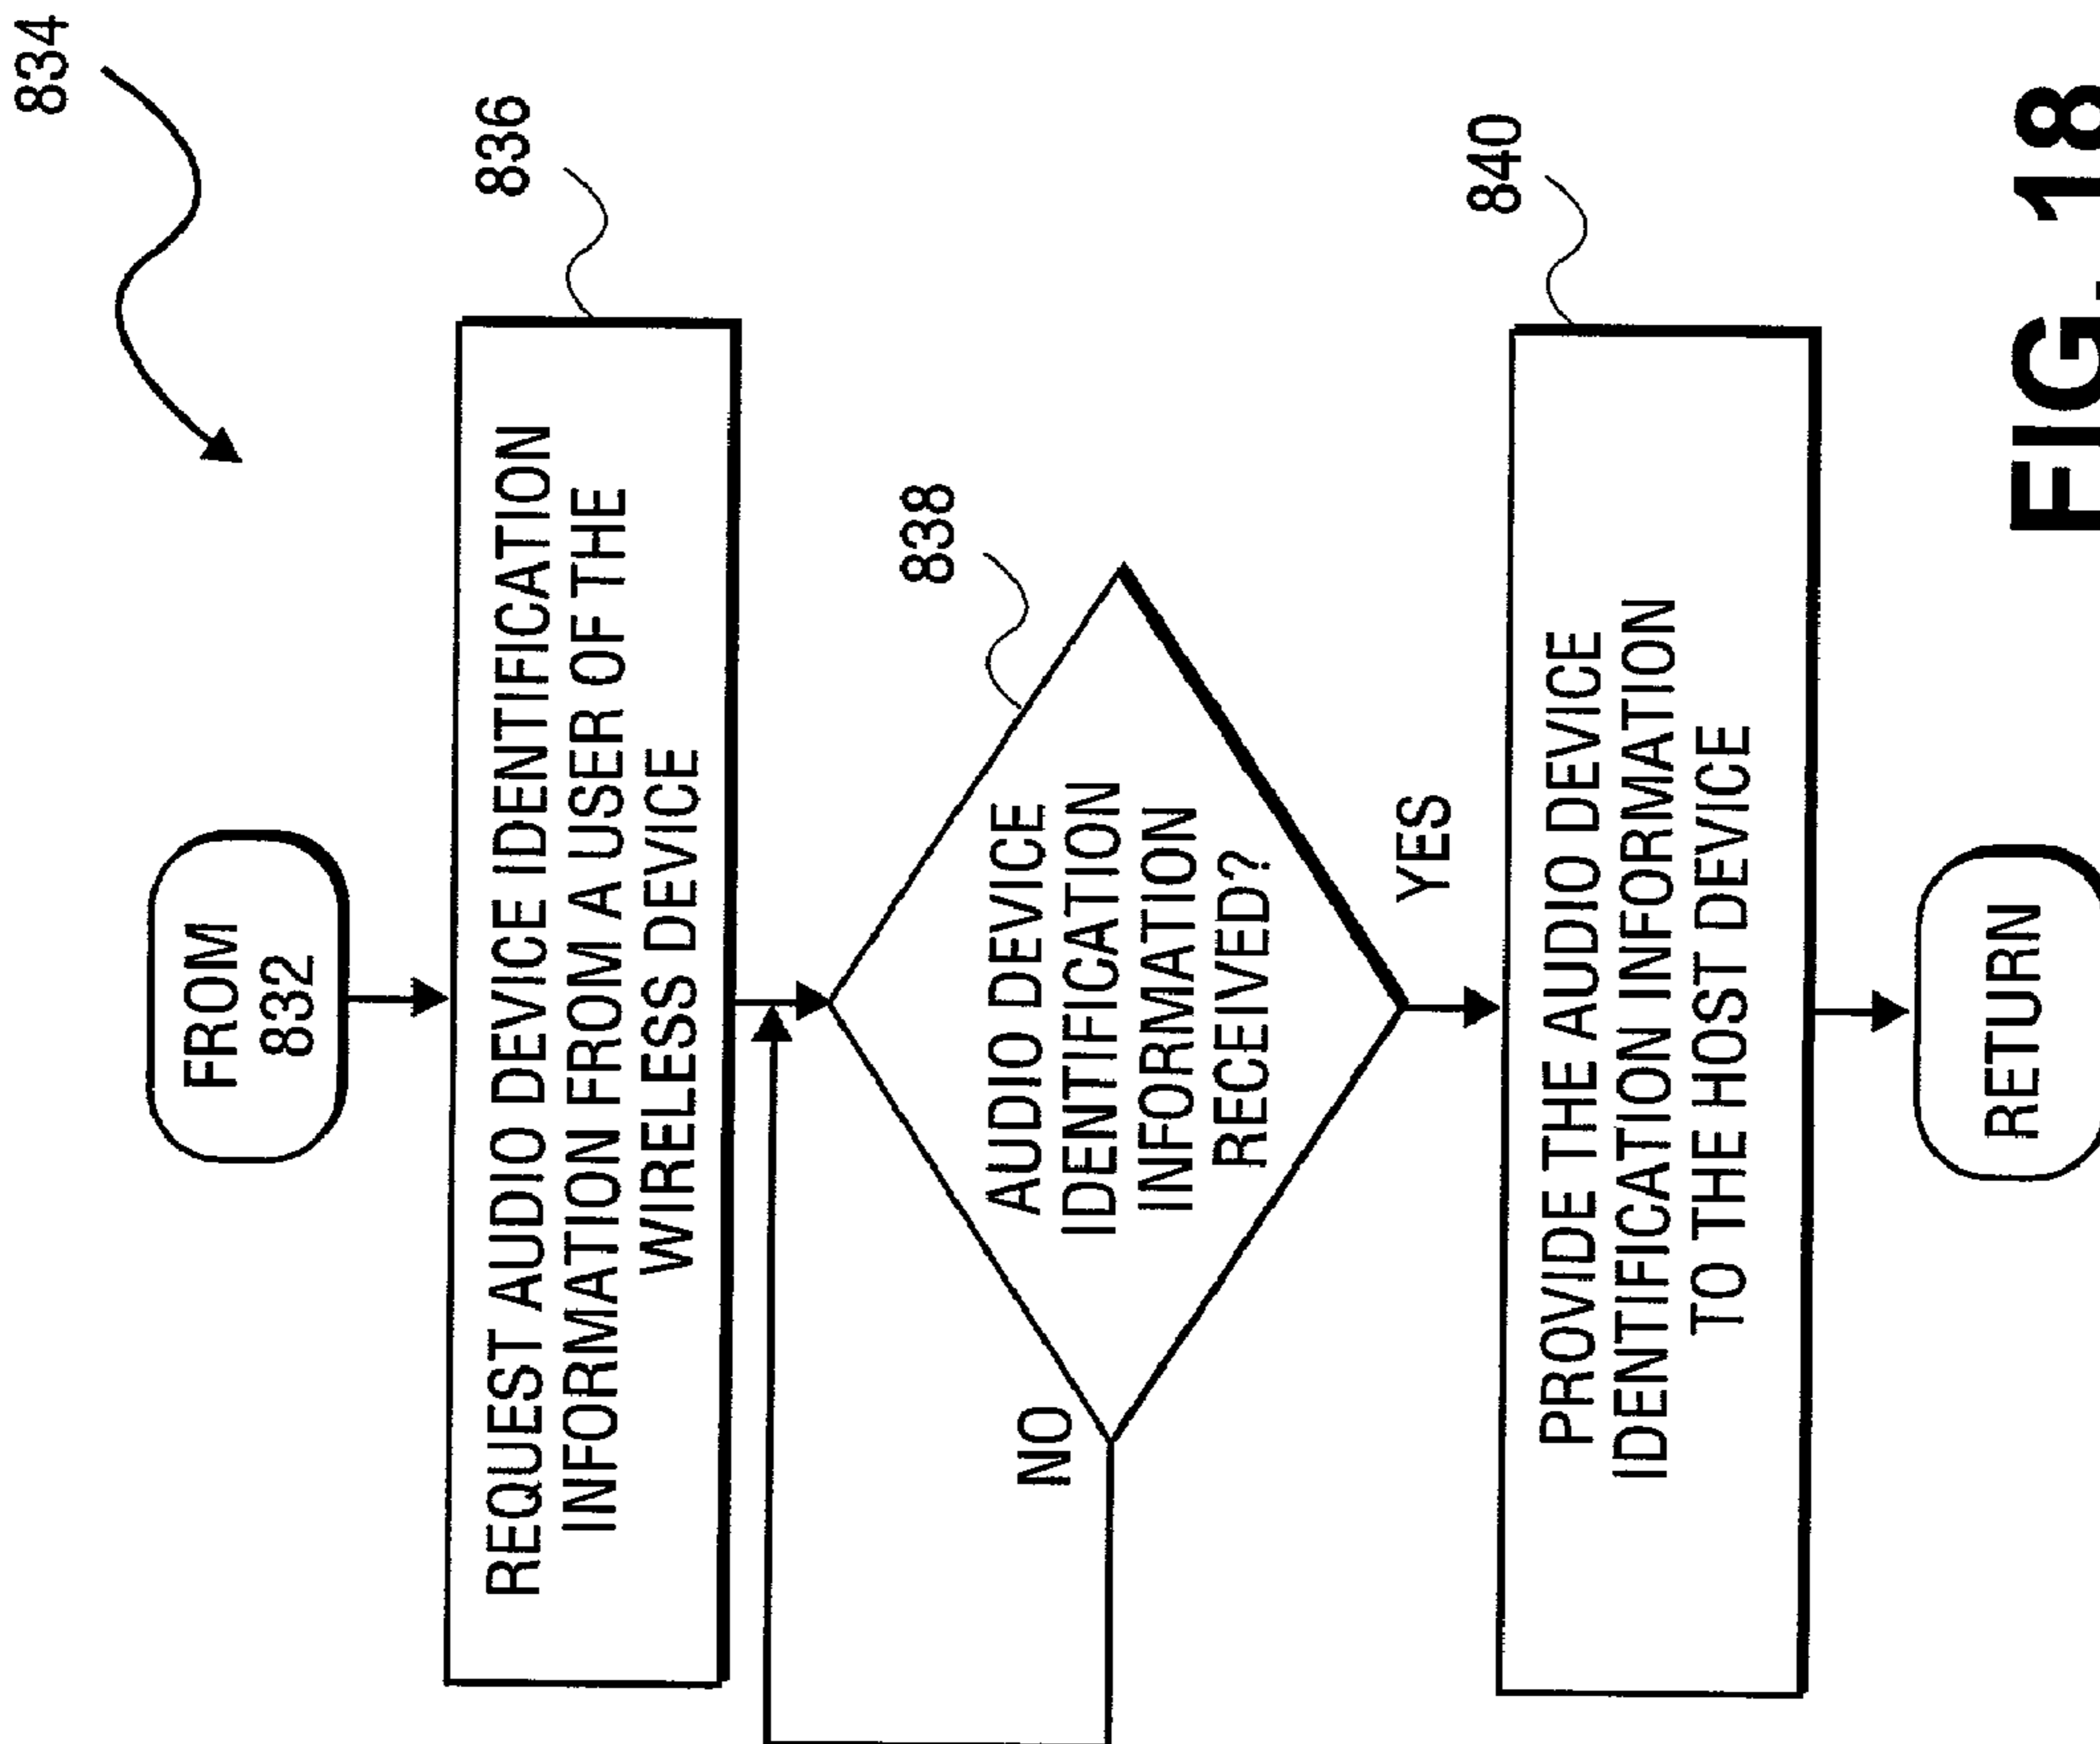 834
FROM
832
836
REQUEST AUDIO DEVICE IDENTIFICATION
INFORMATION FROM A USER OF THE
WIRELESS DEVICE
838
AUDIO DEVICE
IDENTIFICATION
INFORMATION
RECEIVED?
NO
YES
840
PROVIDE THE AUDIO DEVICE
IDENTIFICATION INFORMATION
TO THE HOST DEVICE
RETURN
FIG. 18